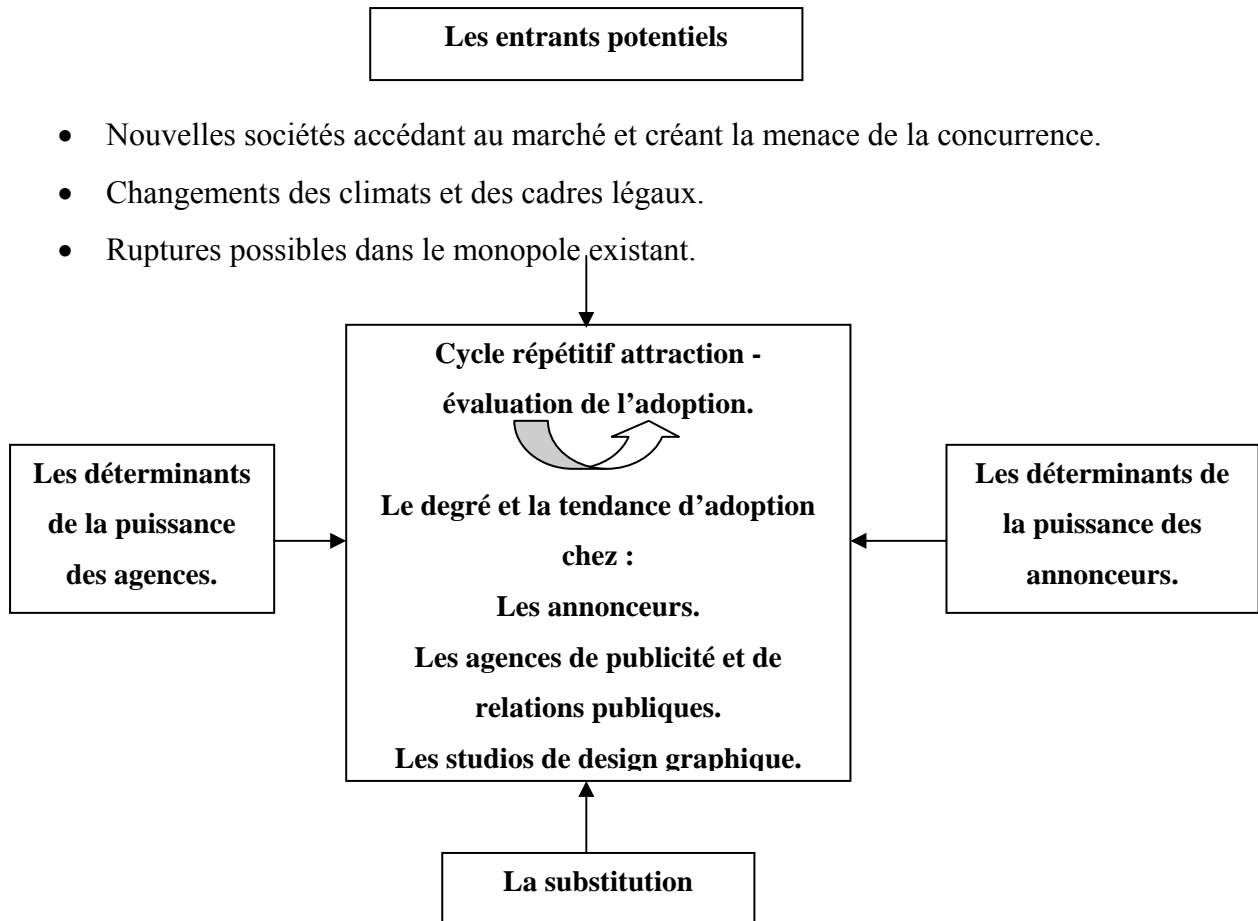 Les entrants potentiels
• Nouvelles sociétés accédant au marché et créant la menace de la concurrence.
• Changements des climats et des cadres légaux.
• Ruptures possibles dans le monopole existant.
Cycle répétitif attraction -
évaluation de l’adoption.
Les déterminants
de la puissance
des agences.
Le degré et la tendance d’adoption
chez :
Les annonceurs.
Les agences de publicité et de
relations publiques.
Les studios de design graphique.
Les déterminants de
la puissance des
annonceurs.
La substitution